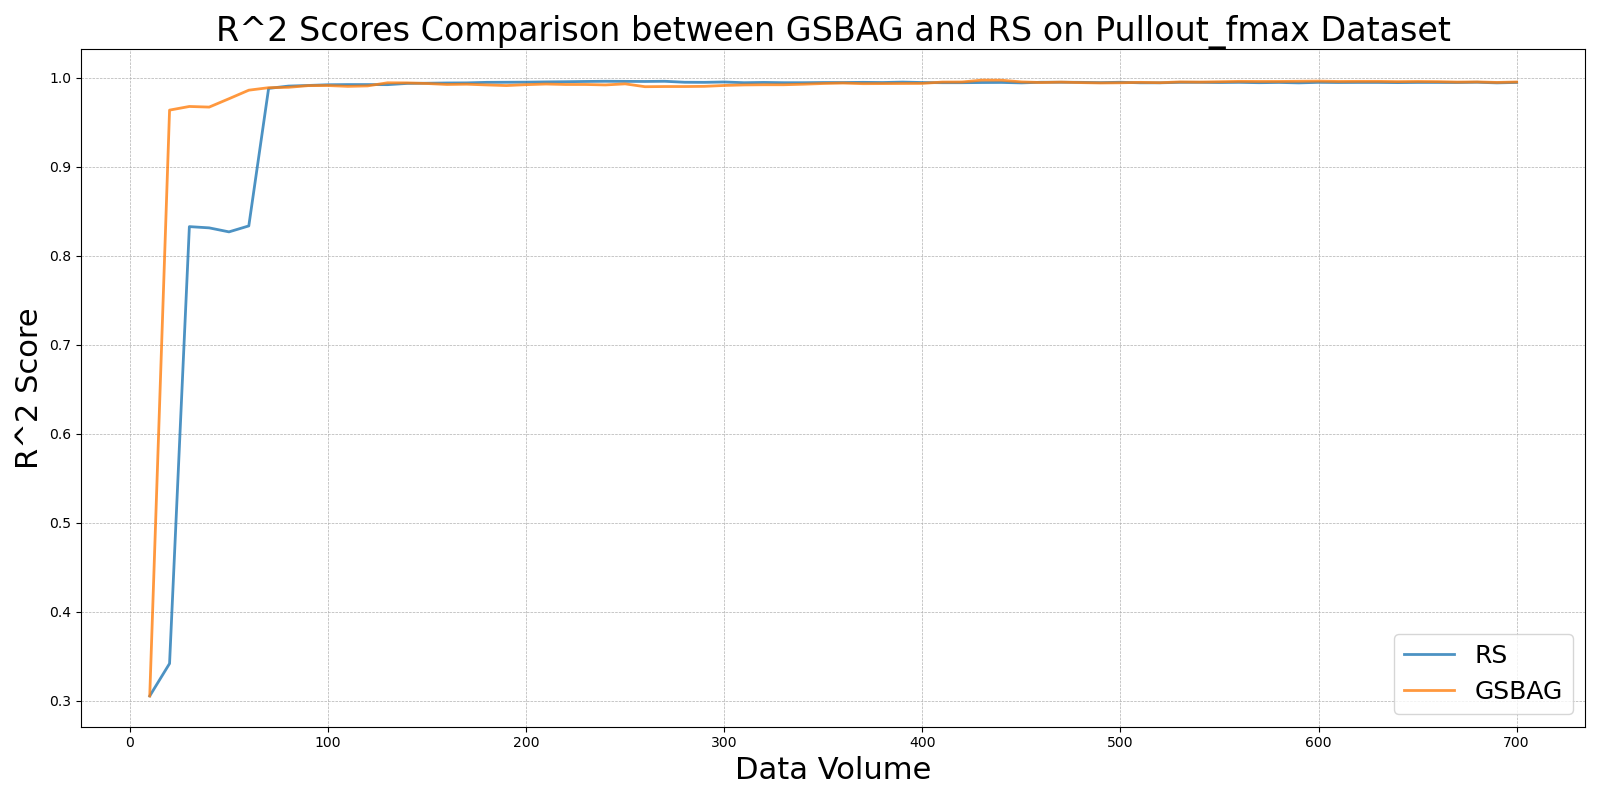 R^2 Scores Comparison between GSBAG and RS on Pullout_fmax Dataset
R^2 Score
1.0
0.9
0.8
0.7
0.6
0.5
0.4
0.3
0 100 200 300 400 500 600 700
Data Volume
RS
GSBAG